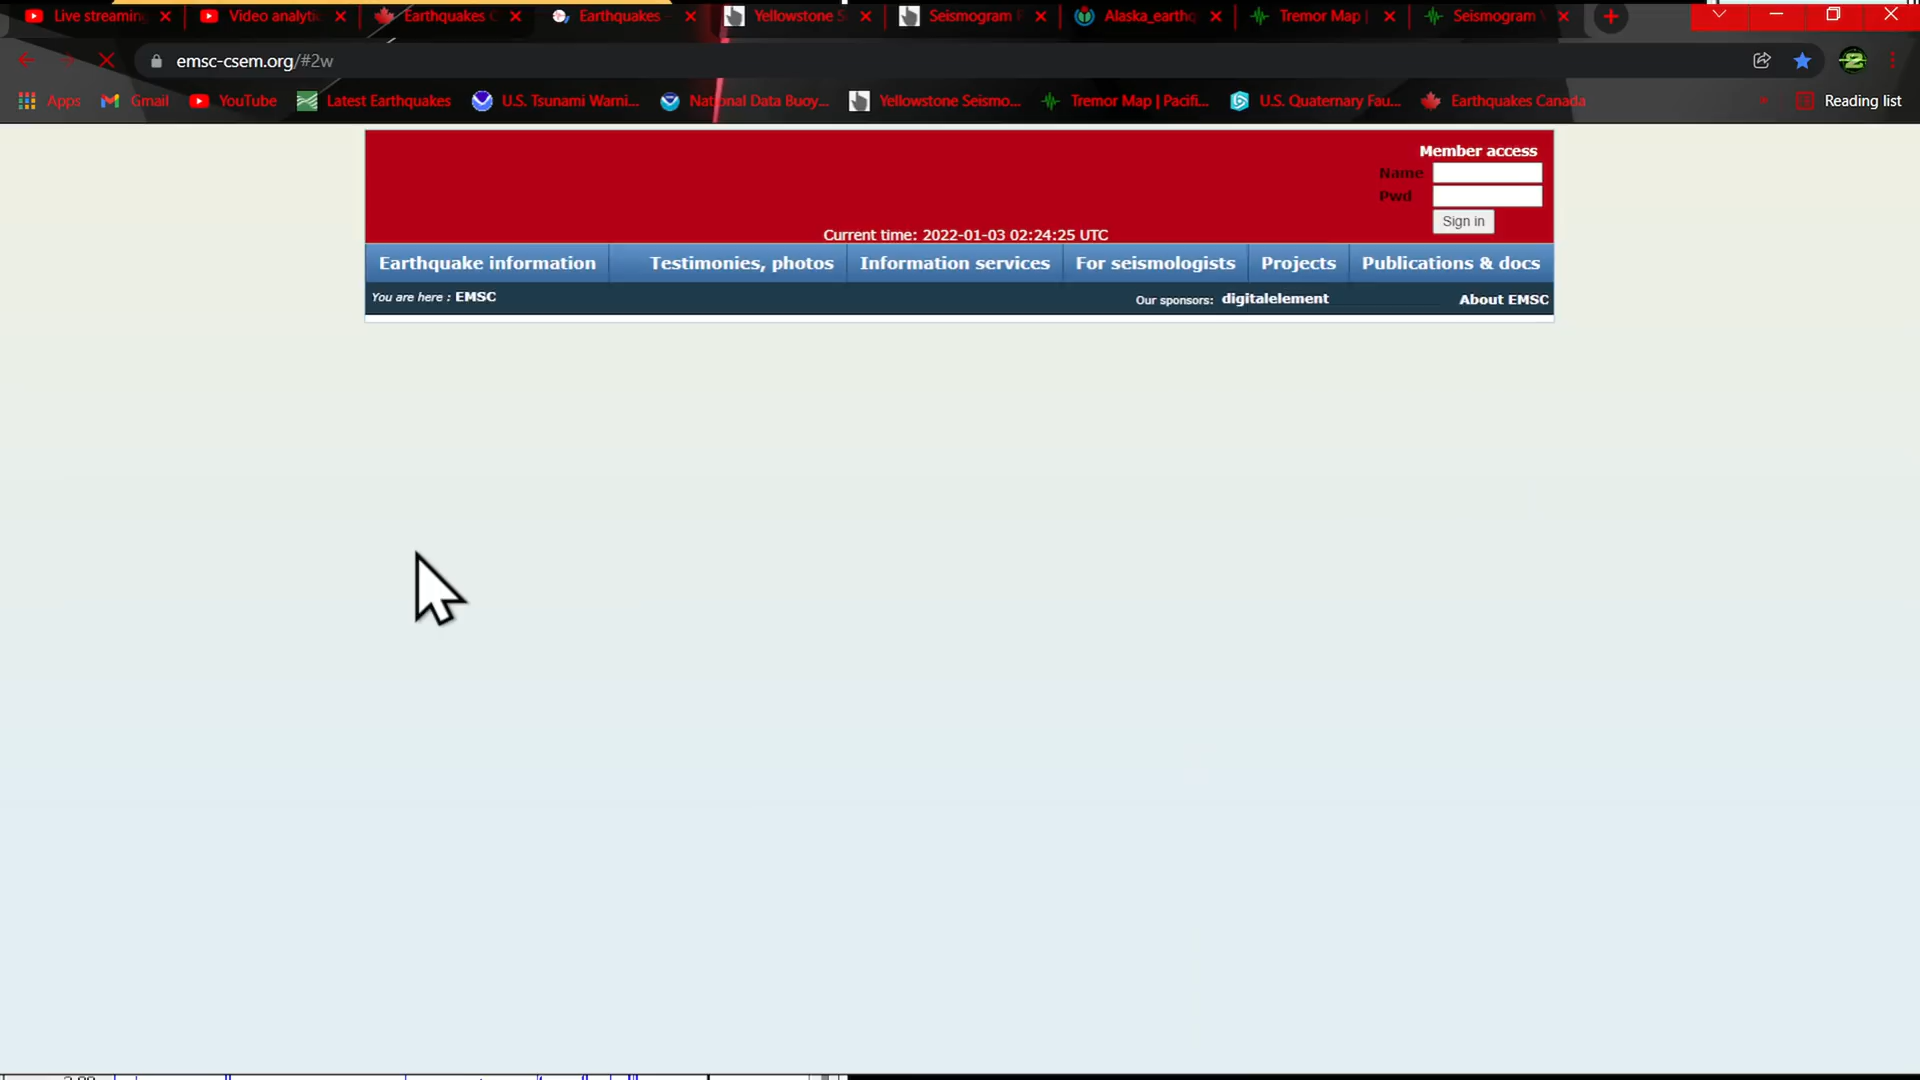 Live streaming Video analytic Earthquakes C Earthquakes - Yellowstone S Seismogram Alaska_earthq Tremor Map | Seismogram
emsc-csem.org/#2w
Apps Gmail YouTube Latest Earthquakes U.S. Tsunami Warni... National Data Buoy... Yellowstone Seismo... Tremor Map | Pacifi... U.S. Quaternary Fau... Earthquakes Canada Reading list
Member access
Name
Pwd
Sign in
Current time: 2022-01-03 02:24:25 UTC
Earthquake information Testimonies, photos Information services For seismologists Projects Publications & docs
You are here : EMSC Our sponsors: digitalelement About EMSC